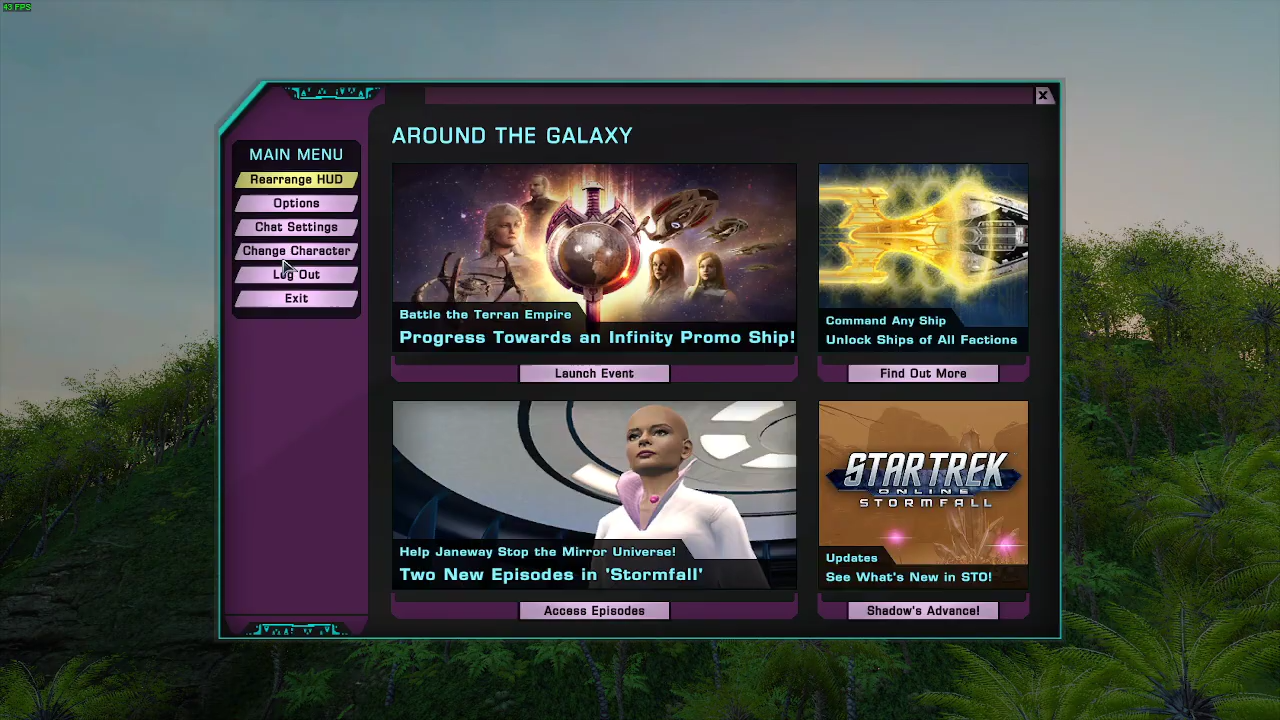 43 FPS
X
AROUND THE GALAXY
MAIN MENU
Rearrange HUD
Options
Chat Settings
Change Character
Log Out
Exit
Battle the Terran Empire
Progress Towards an Infinity Promo Ship!
Launch Event
Command Any Ship
Unlock Ships of All Factions
Find Out More
Help Janeway Stop the Mirror Universe!
Two New Episodes in 'Stormfall'
Access Episodes
STAR TREK
ONLINE
STORMFALL
Updates
See What's New in STO!
Shadow's Advance!